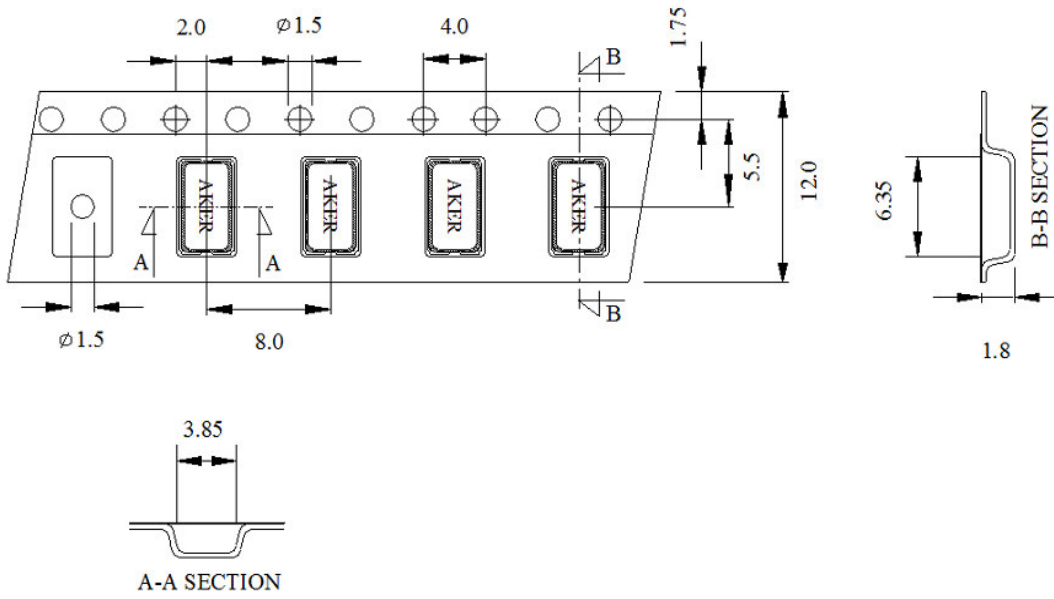 2.0
⌀1.5
4.0
1.75
B
5.5
12.0
6.35
B-B SECTION
AKER
AKER
AKER
AKER
A
A
B
⌀1.5
8.0
1.8
3.85
A-A SECTION